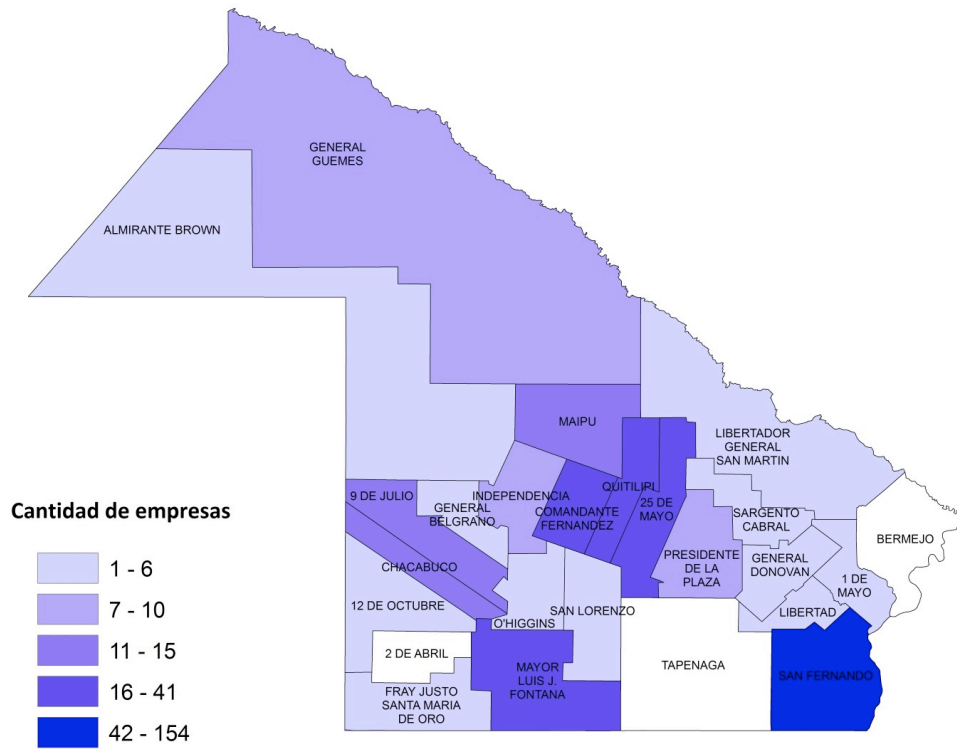 GENERAL
GUEMES
ALMIRANTE BROWN
MAIPU
LIBERTADOR
GENERAL
SAN MARTIN
9 DE JULIO
GENERAL
BELGRANO
INDEPENDENCIA
COMANDANTE
FERNANDEZ
QUITILIPI
25 DE
MAYO
SARGENTO
CABRAL
BERMEJO
PRESIDENTE
DE LA
PLAZA
GENERAL
DONOVAN
1 DE
MAYO
CHACABUCO
12 DE OCTUBRE
O'HIGGINS
SAN LORENZO
LIBERTAD
2 DE ABRIL
MAYOR
LUIS J.
FONTANA
TAPENAGA
SAN FERNANDO
FRAY JUSTO
SANTA MARIA
DE ORO
Cantidad de empresas
1 - 6
7 - 10
11 - 15
16 - 41
42 - 154